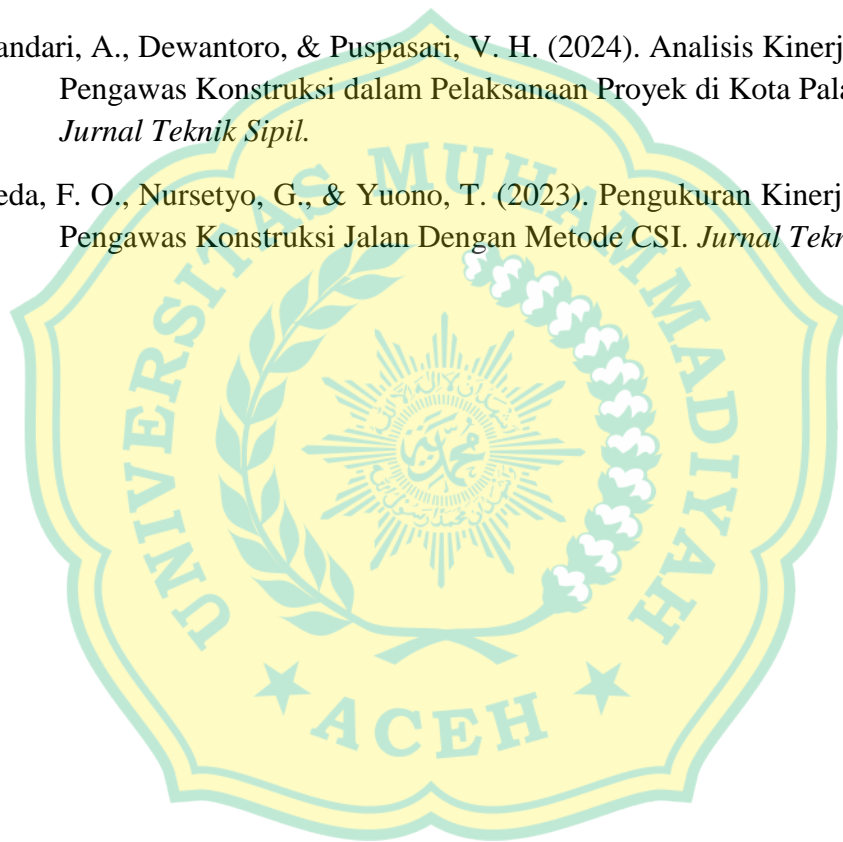 andari, A., Dewantoro, & Puspasari, V. H. (2024). Analisis Kinerj
Pengawas Konstruksi dalam Pelaksanaan Proyek di Kota Pala
Jurnal Teknik Sipil.
eda, F. O., Nursetyo, G., & Yuono, T. (2023). Pengukuran Kinerj
Pengawas Konstruksi Jalan Dengan Metode CSI. Jurnal Tekn
UNIVERSITAS MUHAMMADIYAH
ACEH